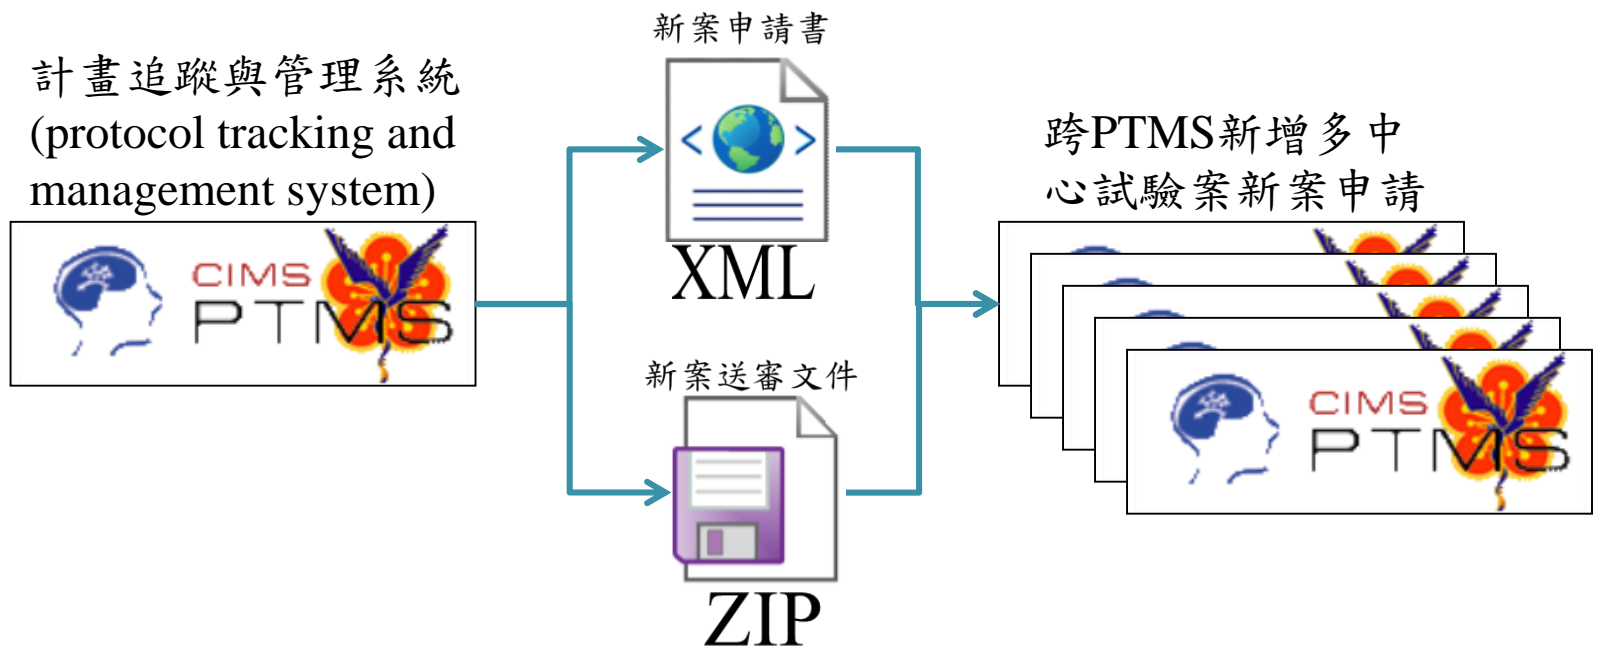 計畫追蹤與管理系統
(protocol tracking and
management system)
CIMS
PTMS
新案申請書
XML
新案送審文件
ZIP
跨PTMS新增多中
心試驗案新案申請
CIMS
PTMS